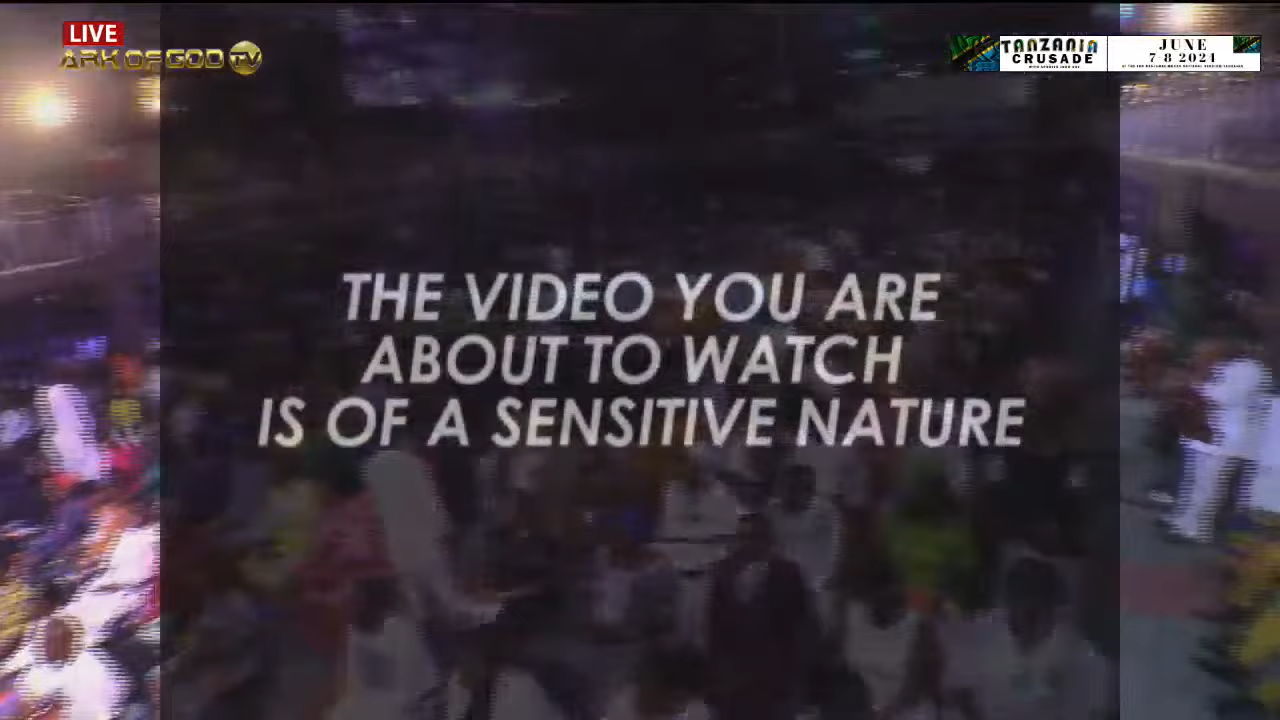 LIVE
ARK OF GOD TV
TANZANIA
CRUSADE
JUNE
7-8 2024
THE VIDEO YOU ARE
ABOUT TO WATCH
IS OF A SENSITIVE NATURE